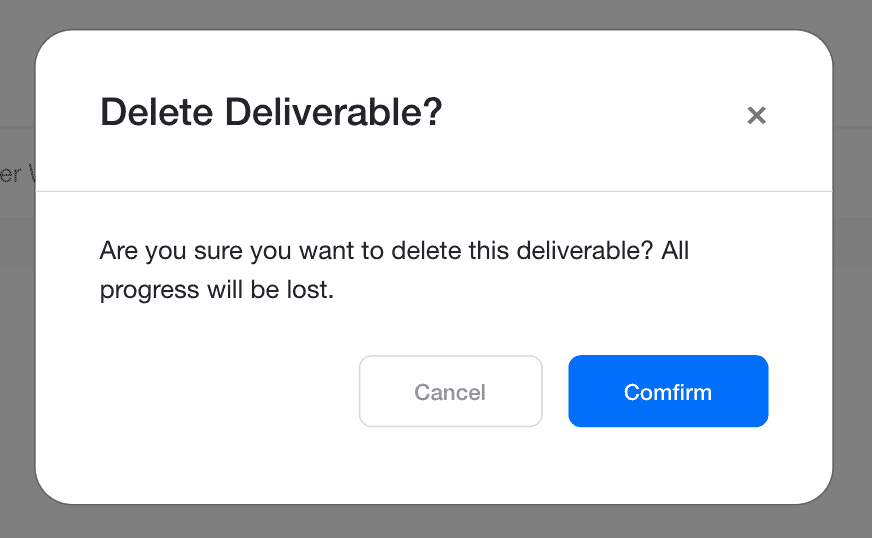 Delete Deliverable?
×
er
Are you sure you want to delete this deliverable? All
progress will be lost.
Cancel
Comfirm